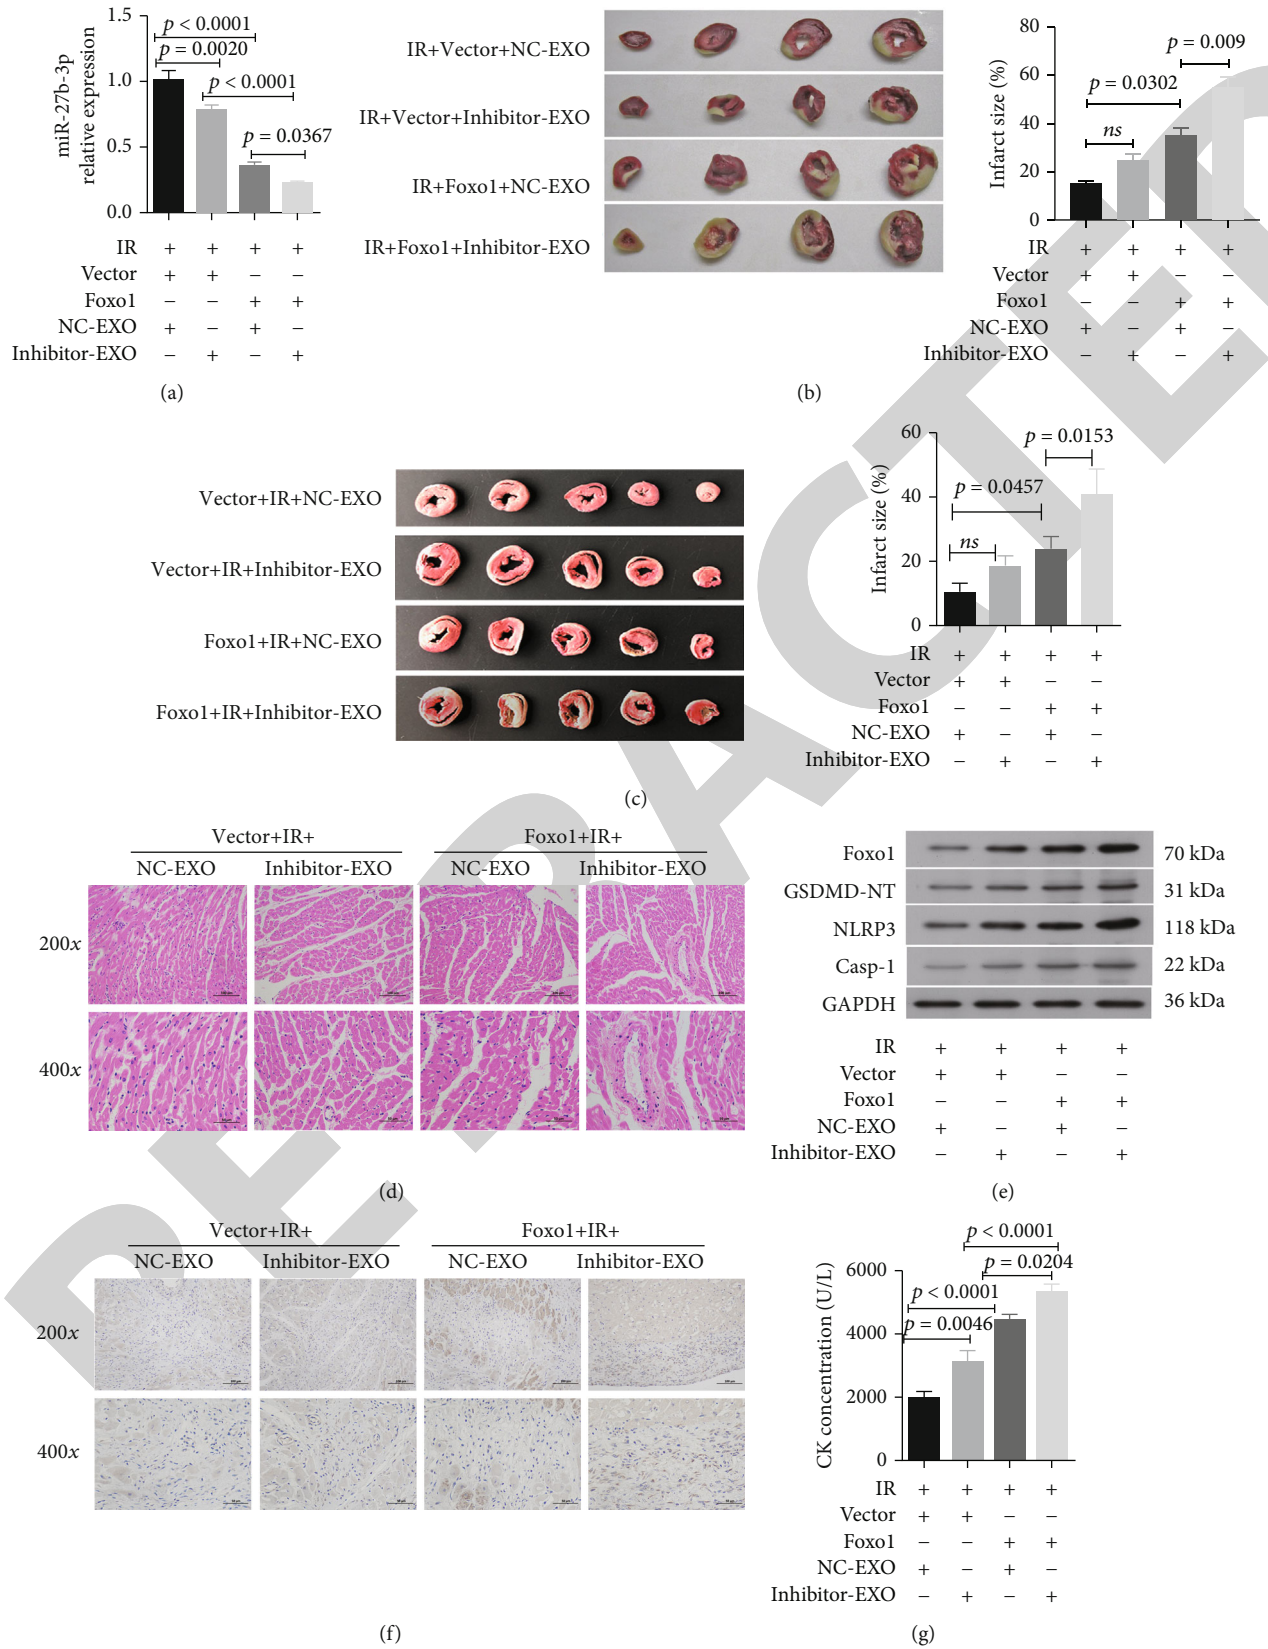 p < 0.0001
p = 0.0020
p < 0.0001
p = 0.0367
miR-27b-3p
relative expression
1.5
1.0
0.5
0.0
IR + + + +
Vector + + − −
Foxo1 − − + +
NC-EXO + − + −
Inhibitor-EXO − + − +
(a)
IR+Vector+NC-EXO
IR+Vector+Inhibitor-EXO
IR+Foxo1+NC-EXO
IR+Foxo1+Inhibitor-EXO
Infarct size (%)
80
60
40
20
0
p = 0.009
p = 0.0302
ns
IR + + + +
Vector + + − −
Foxo1 − − + +
NC-EXO + − + −
Inhibitor-EXO − + − +
(b)
Vector+IR+NC-EXO
Vector+IR+Inhibitor-EXO
Foxo1+IR+NC-EXO
Foxo1+IR+Inhibitor-EXO
Infarct size (%)
60
40
20
0
p = 0.0153
p = 0.0457
ns
IR + + + +
Vector + + − −
Foxo1 − − + +
NC-EXO + − + −
Inhibitor-EXO − + − +
(c)
Vector+IR+ Foxo1+IR+
NC-EXO Inhibitor-EXO NC-EXO Inhibitor-EXO
200x
400x
(d)
Foxo1 70 kDa
GSDMD-NT 31 kDa
NLRP3 118 kDa
Casp-1 22 kDa
GAPDH 36 kDa
IR + + + +
Vector + + − −
Foxo1 − − + +
NC-EXO + − + −
Inhibitor-EXO − + − +
(e)
Vector+IR+ Foxo1+IR+
NC-EXO Inhibitor-EXO NC-EXO Inhibitor-EXO
200x
400x
(f)
CK concentration (U/L)
6000
4000
2000
0
p < 0.0001
p = 0.0204
p < 0.0001
p = 0.0046
IR + + + +
Vector + + − −
Foxo1 − − + +
NC-EXO + − + −
Inhibitor-EXO − + − +
(g)